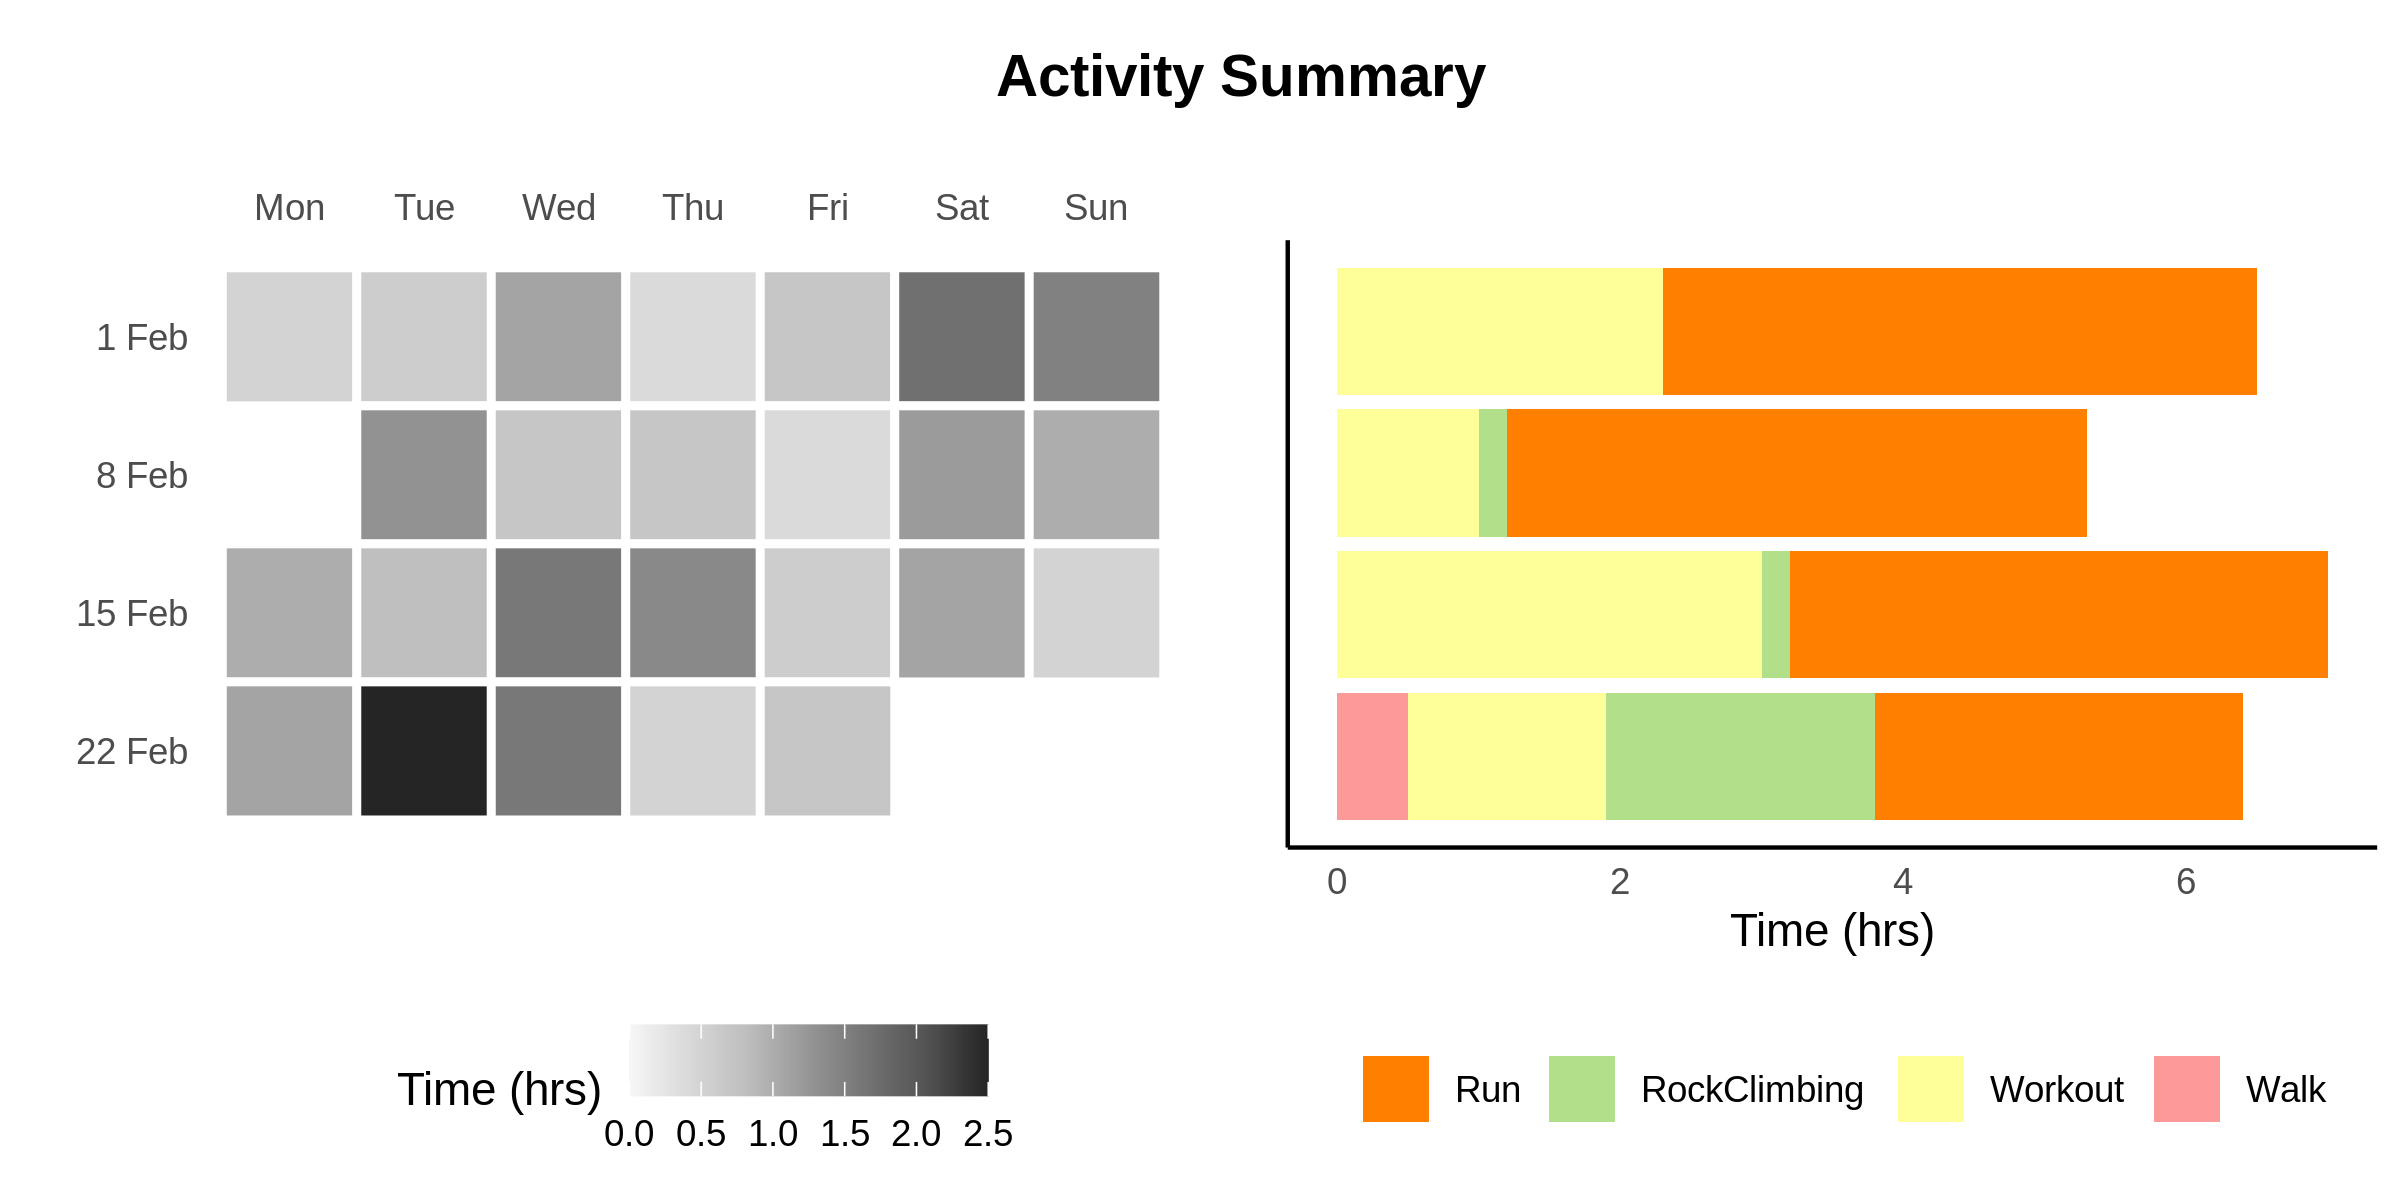 Activity Summary
Mon Tue Wed Thu Fri Sat Sun
1 Feb
8 Feb
15 Feb
22 Feb
0 2 4 6
Time (hrs)
Time (hrs)
0.0 0.5 1.0 1.5 2.0 2.5
Run RockClimbing Workout Walk